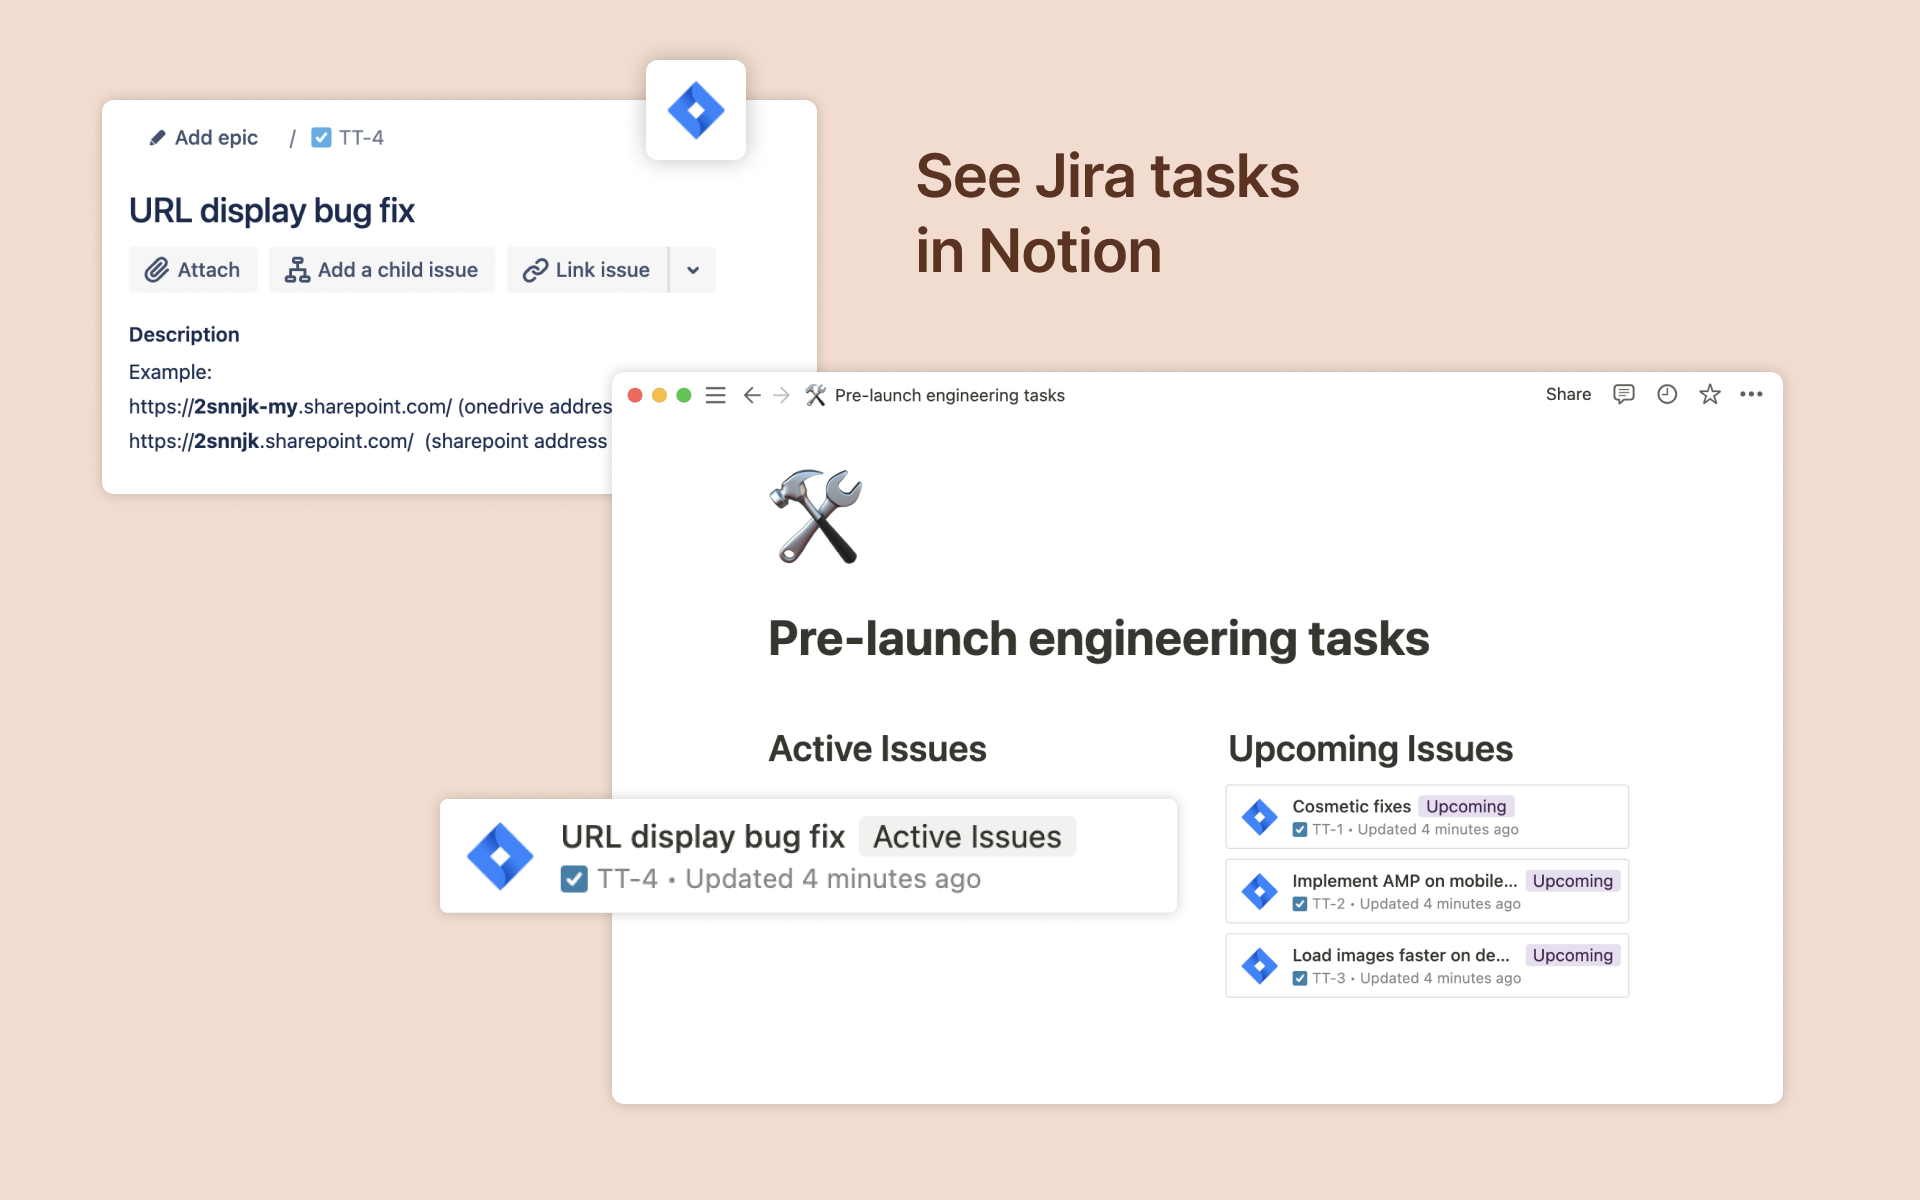 Add epic / TT-4
URL display bug fix
Attach
Add a child issue
Link issue
Description
Example:
https://2snnjk-my.sharepoint.com/ (onedrive addres
https://2snnjk.sharepoint.com/ (sharepoint address
See Jira tasks
in Notion
Pre-launch engineering tasks
Share
Pre-launch engineering tasks
Active Issues
URL display bug fix Active Issues
TT-4 • Updated 4 minutes ago
Upcoming Issues
Cosmetic fixes Upcoming
TT-1 • Updated 4 minutes ago
Implement AMP on mobile... Upcoming
TT-2 • Updated 4 minutes ago
Load images faster on de... Upcoming
TT-3 • Updated 4 minutes ago